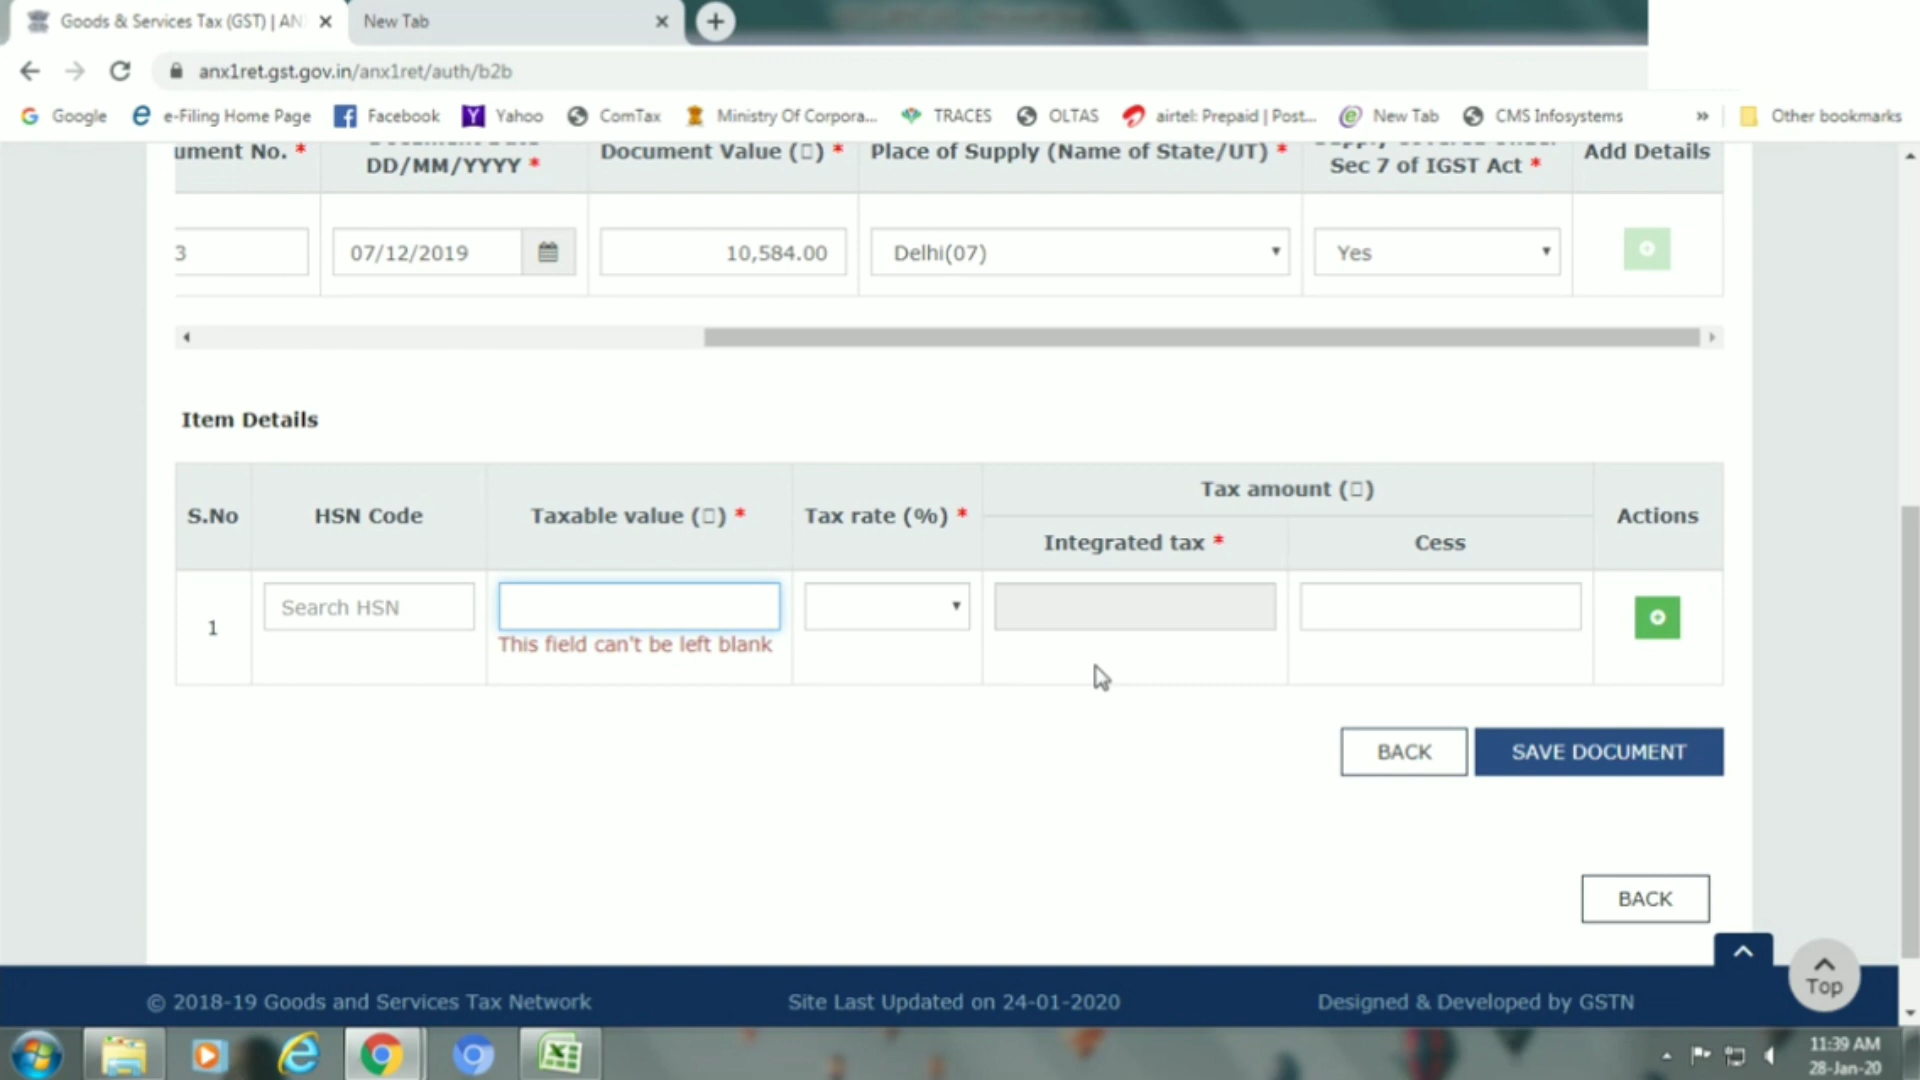 Goods & Services Tax (GST) | AN
New Tab
anx1ret.gst.gov.in/anx1ret/auth/b2b
Google e-Filing Home Page Facebook Yahoo ComTax Ministry Of Corpora... TRACES OLTAS airtel: Prepaid | Post... New Tab CMS Infosystems » Other bookmarks
ument No. *
DD/MM/YYYY *
Document Value (▯) *
Place of Supply (Name of State/UT) *
Sec 7 of IGST Act *
Add Details
3 07/12/2019 10,584.00 Delhi(07) Yes
Item Details
S.No HSN Code Taxable value (▯) * Tax rate (%) * Tax amount (▯) Actions
Integrated tax * Cess
1 Search HSN
This field can't be left blank
BACK SAVE DOCUMENT
BACK
Top
© 2018-19 Goods and Services Tax Network Site Last Updated on 24-01-2020 Designed & Developed by GSTN
11:39 AM
28-Jan-20